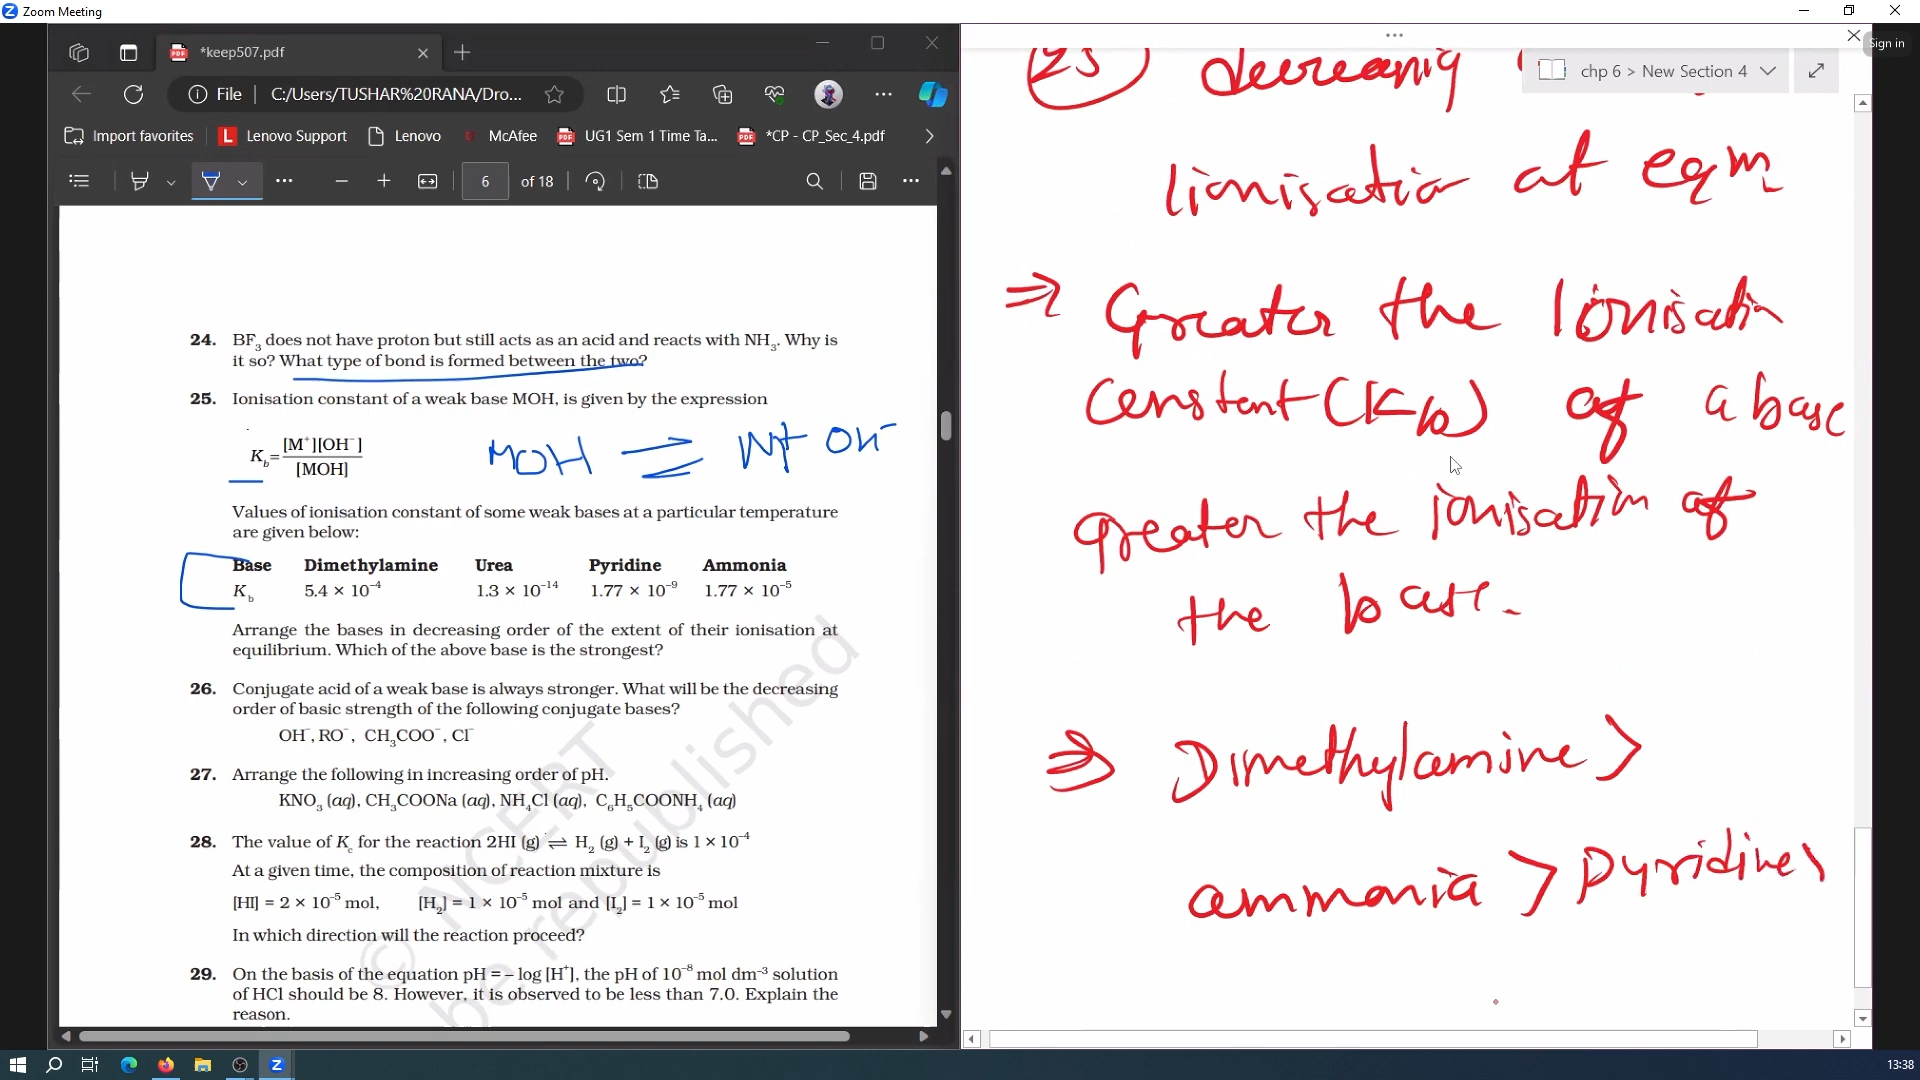 Zoom Meeting
*keep507.pdf
File C:/Users/TUSHAR%20RANA/Dro...
Import favorites Lenovo Support Lenovo McAfee UG1 Sem 1 Time Ta... *CP - CP_Sec_4.pdf
6 of 18
24. BF3 does not have proton but still acts as an acid and reacts with NH3. Why is
it so? What type of bond is formed between the two?
25. Ionisation constant of a weak base MOH, is given by the expression
Kb = [M+][OH–] / [MOH]
MOH ⇌ M+ OH-
Values of ionisation constant of some weak bases at a particular temperature
are given below:
Base Dimethylamine Urea Pyridine Ammonia
Kb 5.4 × 10–4 1.3 × 10–14 1.77 × 10–9 1.77 × 10–5
Arrange the bases in decreasing order of the extent of their ionisation at
equilibrium. Which of the above base is the strongest?
26. Conjugate acid of a weak base is always stronger. What will be the decreasing
order of basic strength of the following conjugate bases?
OH–, RO–, CH3COO–, Cl–
27. Arrange the following in increasing order of pH.
KNO3 (aq), CH3COONa (aq), NH4Cl (aq), C6H5COONH4 (aq)
28. The value of Kc for the reaction 2HI (g) ⇌ H2 (g) + I2 (g) is 1 × 10–4
At a given time, the composition of reaction mixture is
[HI] = 2 × 10–5 mol, [H2] = 1 × 10–5 mol and [I2] = 1 × 10–5 mol
In which direction will the reaction proceed?
29. On the basis of the equation pH = – log [H+], the pH of 10–8 mol dm–3 solution
of HCl should be 8. However, it is observed to be less than 7.0. Explain the
reason.
© NCERT
be republished
Sign in
chp 6 > New Section 4
25 decreasing
Iionisation at eqm
⇒ Greater the Ionisation
constant (Kb) of a base
greater the ionisation of
the base.
⇒ Dimethylamine >
ammonia > Pyridine >
13:38